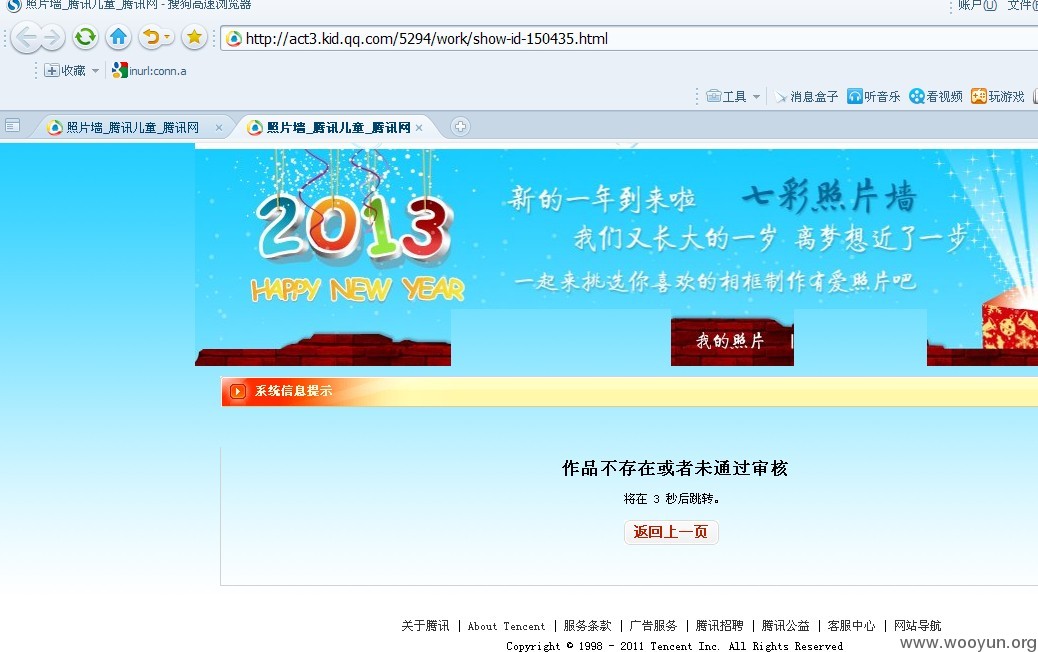 照片墙_腾讯儿童_腾讯网 - 搜狗高速浏览器
账户(U) 文件(
http://act3.kid.qq.com/5294/work/show-id-150435.html
收藏 inurl:conn.a
工具 消息盒子 听音乐 看视频 玩游戏
照片墙_腾讯儿童_腾讯网 × 照片墙_腾讯儿童_腾讯网 ×
2013
HAPPY NEW YEAR
新的一年到来啦 七彩照片墙
我们又长大的一岁 离梦想近了一步
一起来挑选你喜欢的相框制作有爱照片吧
我的照片
系统信息提示
作品不存在或者未通过审核
将在 3 秒后跳转。
返回上一页
关于腾讯 | About Tencent | 服务条款 | 广告服务 | 腾讯招聘 | 腾讯公益 | 客服中心 | 网站导航
Copyright © 1998 - 2011 Tencent Inc. All Rights Reserved
www.wooyun.org